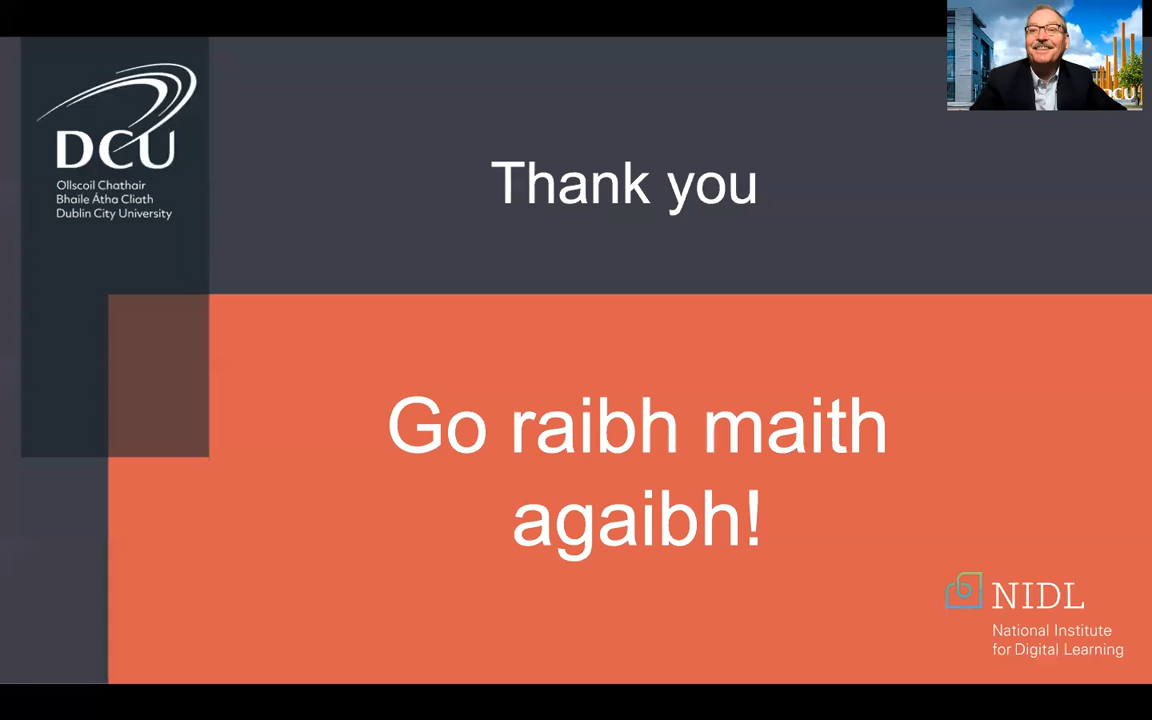 DCU
Ollscoil Chathair
Bhaile Átha Cliath
Dublin City University
Thank you
Go raibh maith
agaibh!
NIDL
National Institute
for Digital Learning
DCU